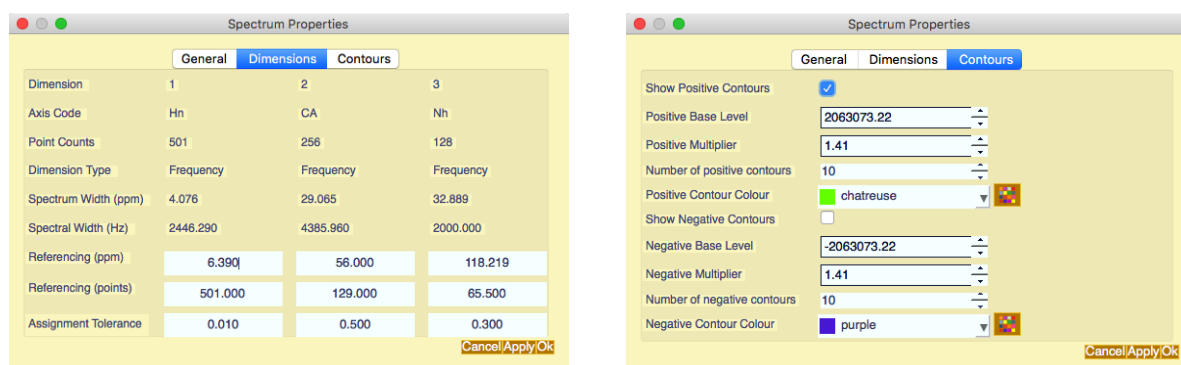 Spectrum Properties
General Dimensions Contours
Dimension 1 2 3
Axis Code Hn CA Nh
Point Counts 501 256 128
Dimension Type Frequency Frequency Frequency
Spectrum Width (ppm) 4.076 29.065 32.889
Spectral Width (Hz) 2446.290 4385.960 2000.000
Referencing (ppm) 6.390 56.000 118.219
Referencing (points) 501.000 129.000 65.500
Assignment Tolerance 0.010 0.500 0.300
Cancel Apply Ok
Spectrum Properties
General Dimensions Contours
Show Positive Contours
Positive Base Level 2063073.22
Positive Multiplier 1.41
Number of positive contours 10
Positive Contour Colour chatreuse
Show Negative Contours
Negative Base Level -2063073.22
Negative Multiplier 1.41
Number of negative contours 10
Negative Contour Colour purple
Cancel Apply Ok